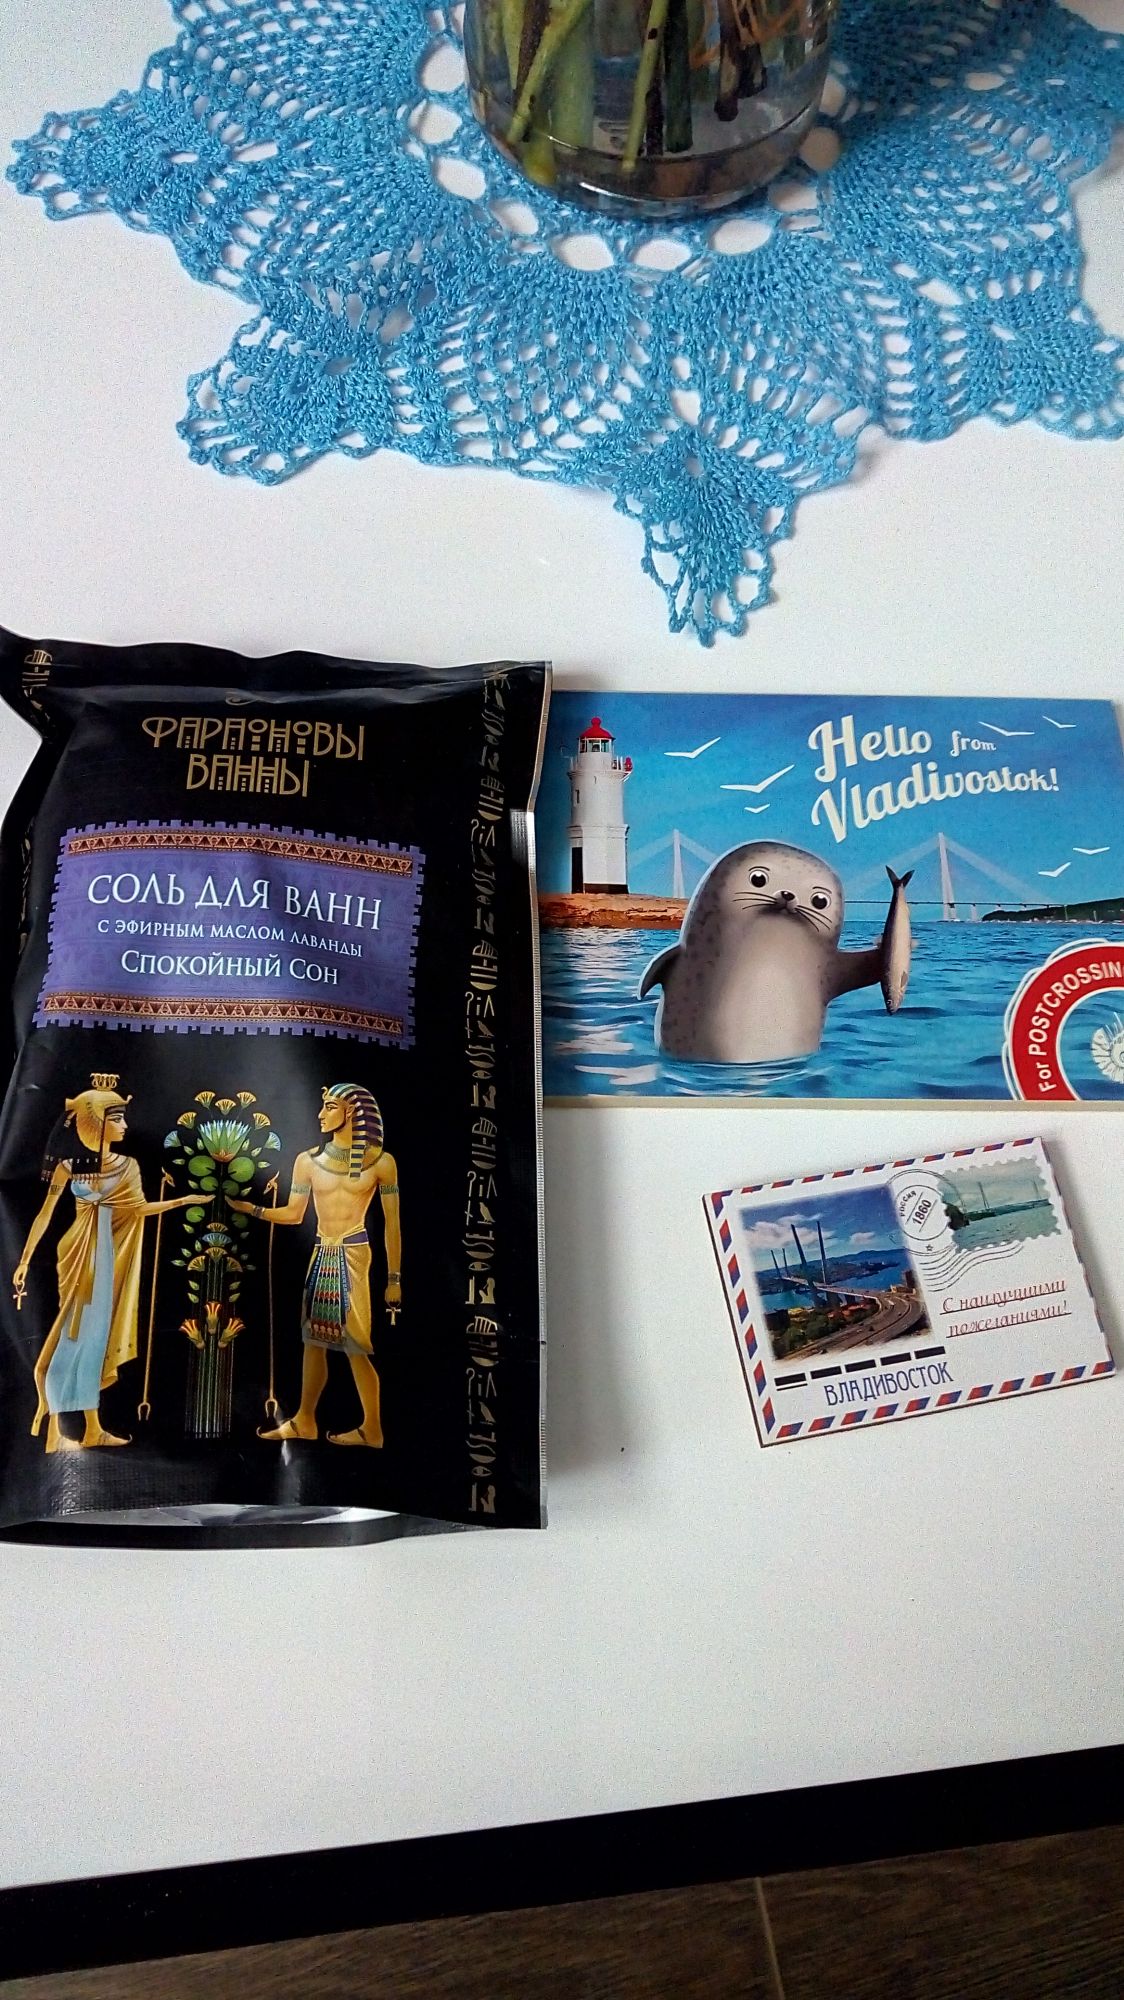 ФАРАОНОВЫ
ВАННЫ
СОЛЬ ДЛЯ ВАНН
С ЭФИРНЫМ МАСЛОМ ЛАВАНДЫ
СПОКОЙНЫЙ СОН
Hello from
Vladivostok!
For POSTCROSSING
РОССИЯ
1860
С наилучшими
пожеланиями!
ВЛАДИВОСТОК